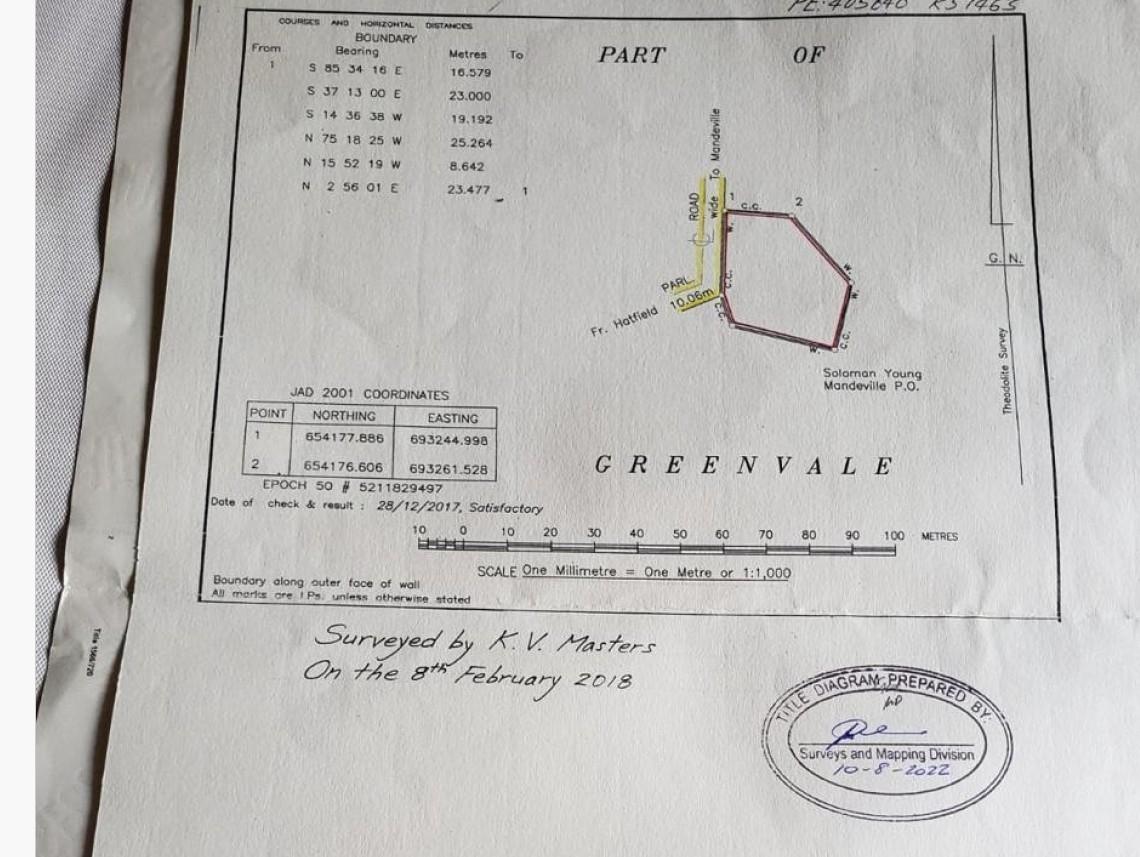 PE: 405640 RS 1465
COURSES AND HORIZONTAL DISTANCES
BOUNDARY
From Bearing Metres To
1 S 85 34 16 E 16.579
S 37 13 00 E 23.000
S 14 36 38 W 19.192
N 75 18 25 W 25.264
N 15 52 19 W 8.642
N 2 56 01 E 23.477 1
PART OF
To Mandeville
wide
ROAD
PARL.
10.06m
Fr. Hatfield
1
c.c.
2
w.
w.
w.
c.c.
w.
c.c.
c.c.
Soloman Young
Mandeville P.O.
G. N.
Theodolite Survey
JAD 2001 COORDINATES
POINT NORTHING EASTING
1 654177.886 693244.998
2 654176.606 693261.528
EPOCH 50 # 5211829497
Date of check & result : 28/12/2017, Satisfactory
GREENVALE
10 0 10 20 30 40 50 60 70 80 90 100 METRES
SCALE One Millimetre = One Metre or 1:1,000
Boundary along outer face of wall
All marks are I.Ps. unless otherwise stated
Surveyed by K. V. Masters
On the 8th February 2018
TITLE DIAGRAM PREPARED BY:
Surveys and Mapping Division
10-8-2022